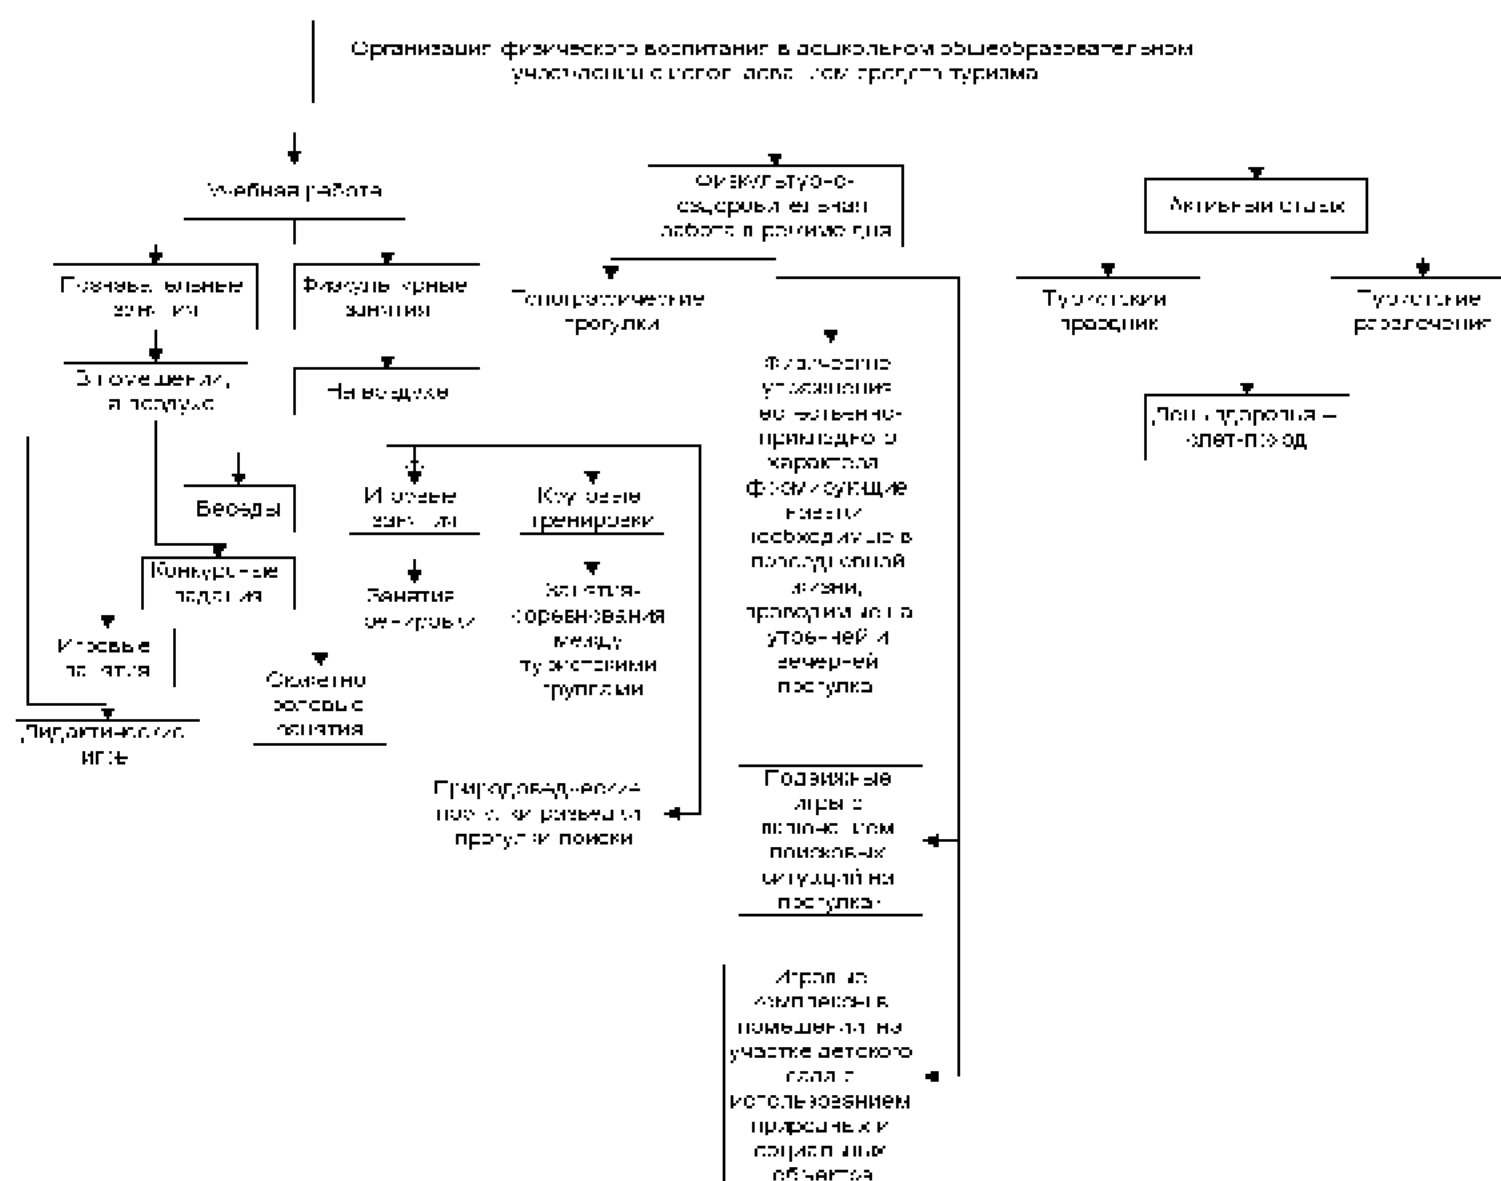 Организация физического воспитания в дошкольном общеобразовательном
учреждении с использованием средств туризма
Учебная работа
Физкультурно-
оздоровительная
работа в режиме дня
Активный отдых
Познавательные
занятия
Физкультурные
занятия
Топографические
прогулки
Туристский
праздник
Туристские
развлечения
В помещении,
на воздухе
На воздухе
День здоровья –
слет-поход
Беседы
Игровые
занятия
Круговые
тренировки
Физические
упражнения
естественно-
прикладного
характера
формирующие
навыки
необходимые в
повседневной
жизни,
проводимые на
утренней и
вечерней
прогулке
Конкурсные
задания
Занятия
тренировки
Занятия-
соревнования
между
туристскими
группами
Игровые
занятия
Сюжетно
ролевые
занятия
Дидактические
игры
Природоведческие
прогулки разведки
прогулки поиски
Подвижные
игры с
включением
поисковых
ситуаций на
прогулках
Игровые
комплексы в
помещении на
участке детского
сада с
использованием
природных и
социальных
объектов